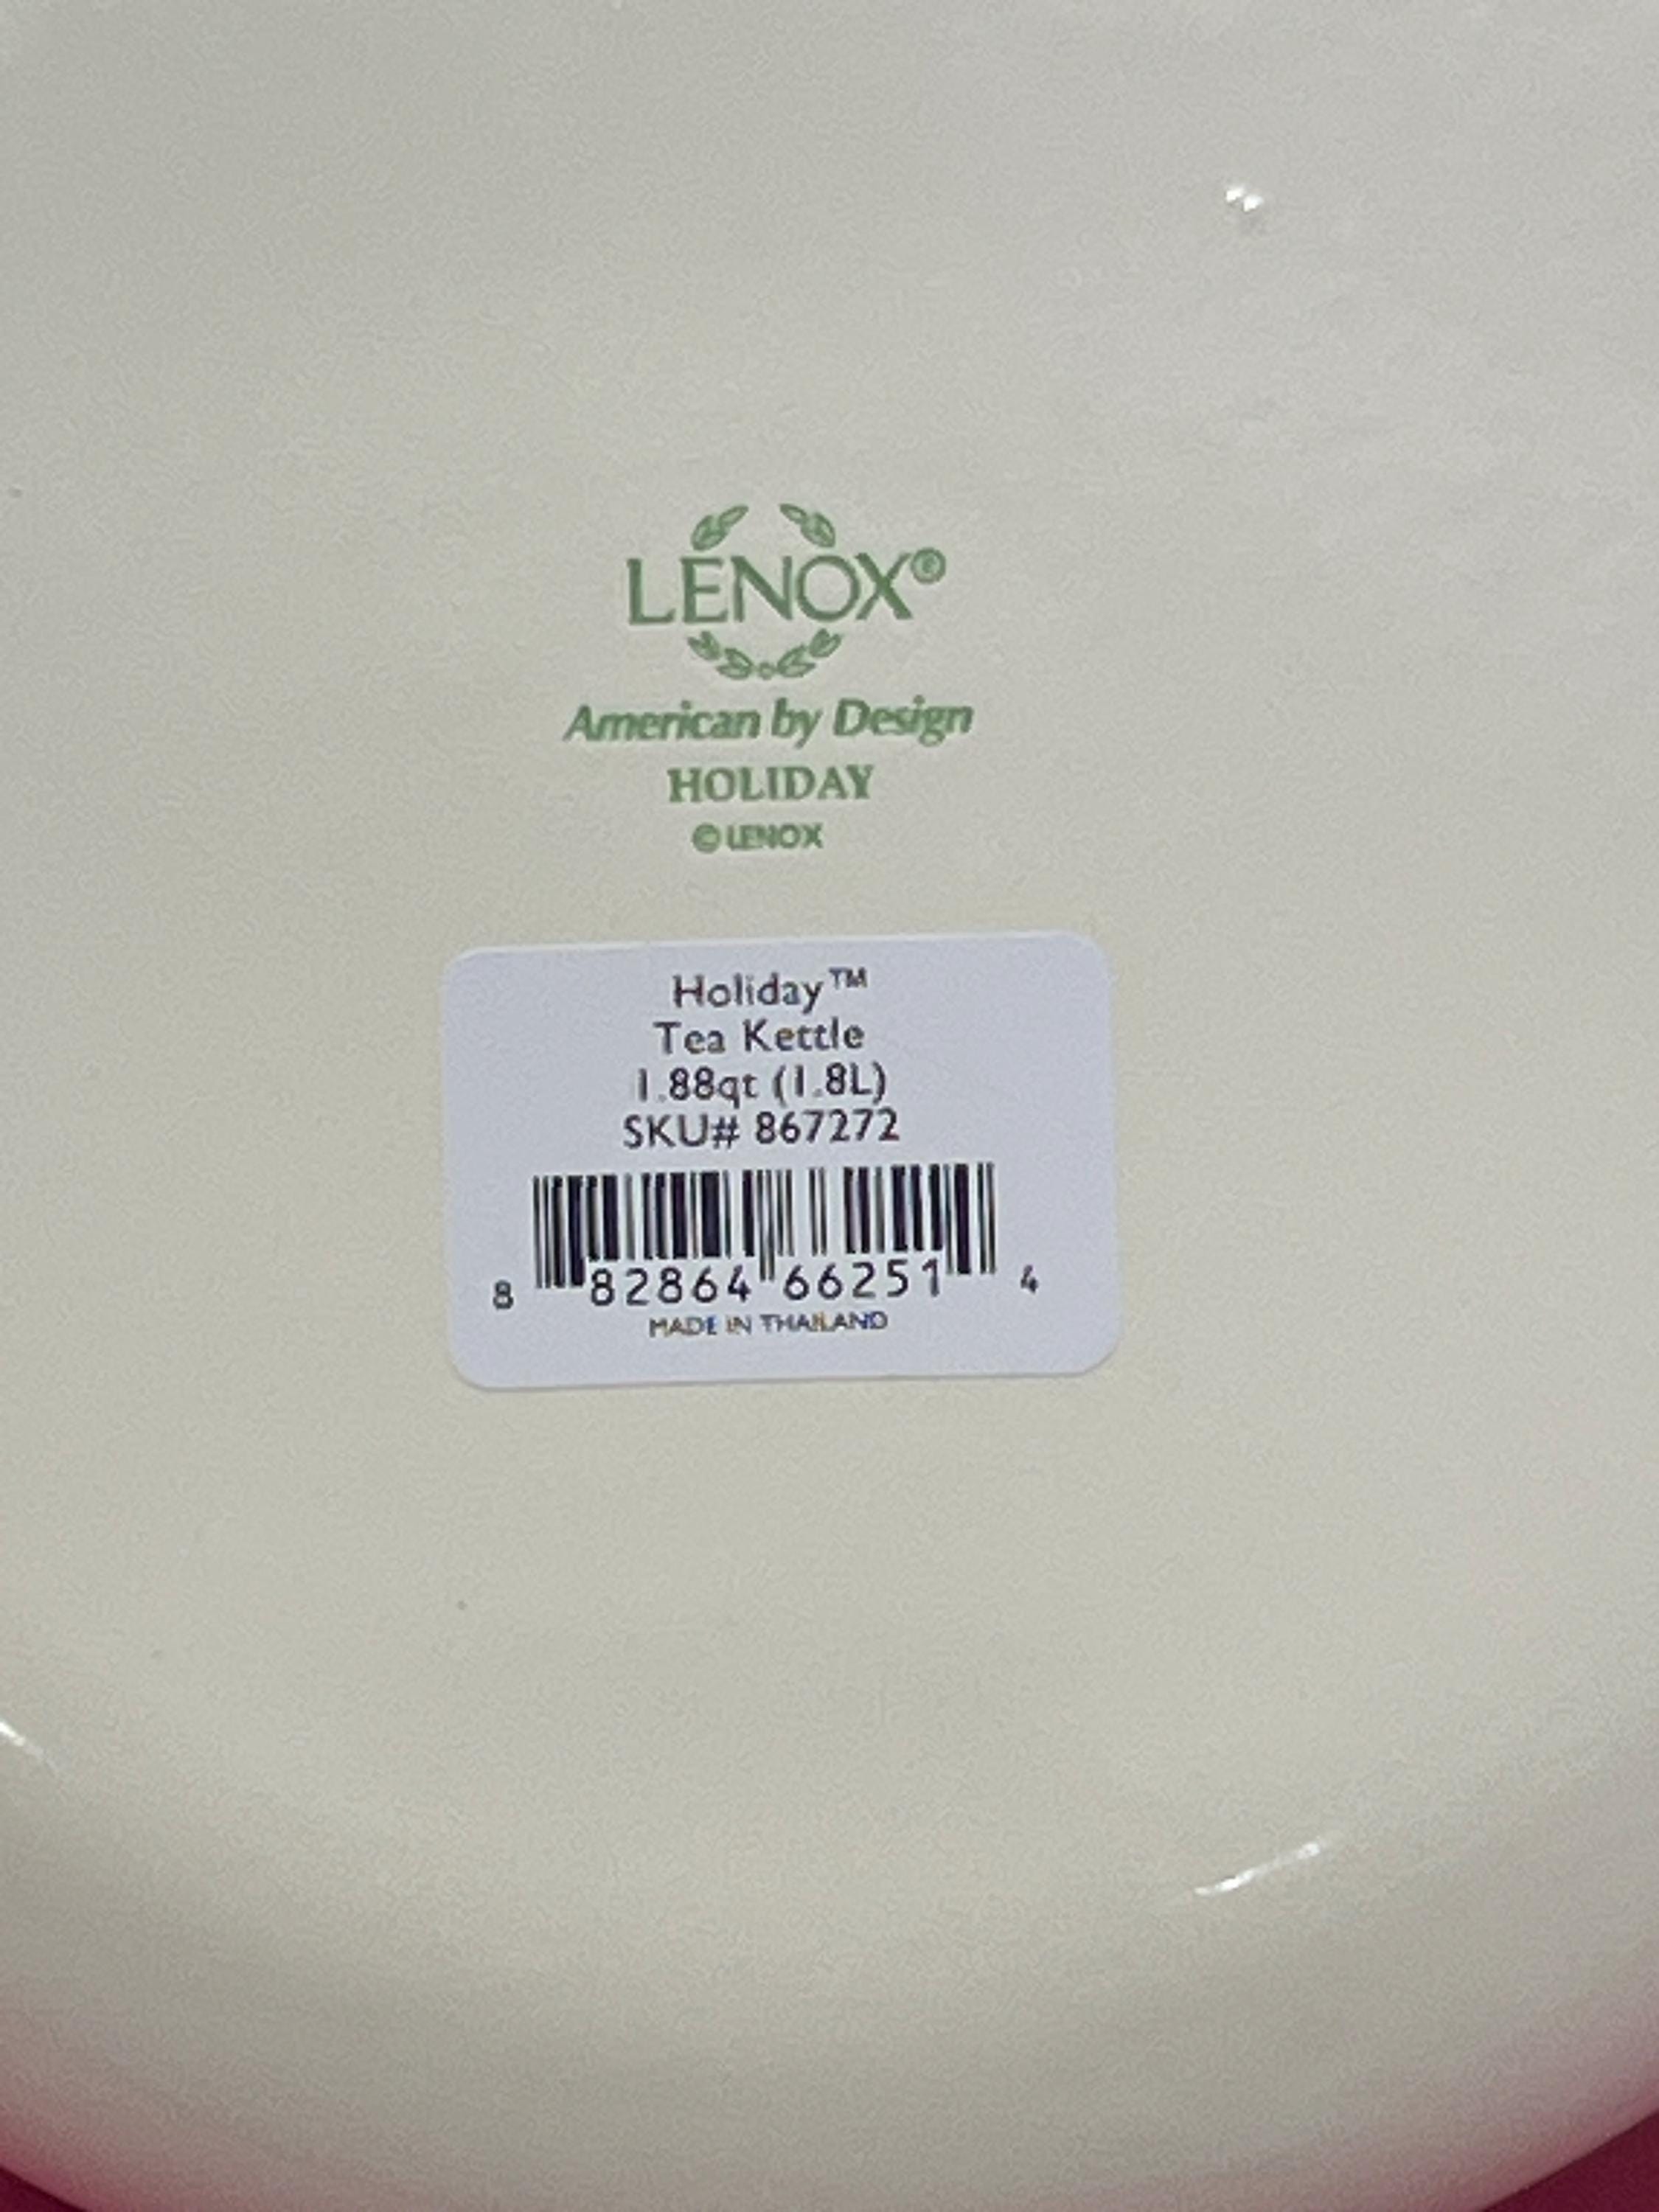 LENOX®
American by Design
HOLIDAY
© LENOX
Holiday™
Tea Kettle
1.88qt (1.8L)
SKU# 867272
8 82864 66251 4
MADE IN THAILAND